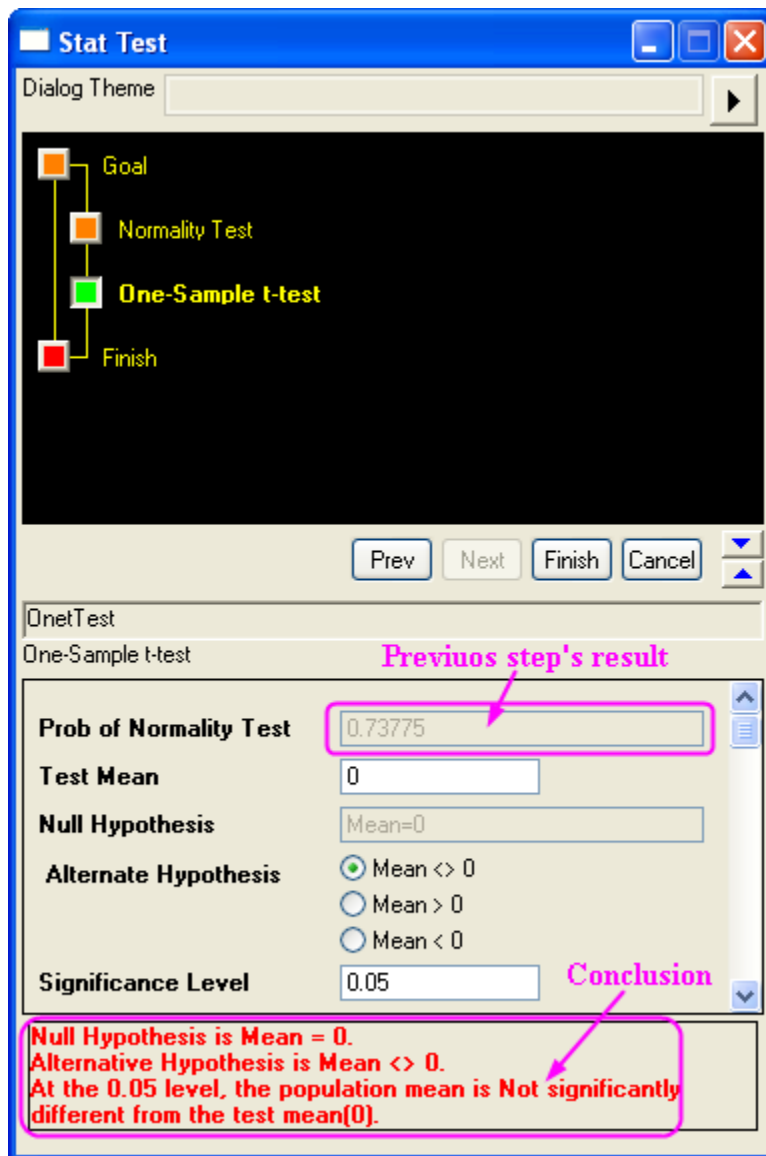 Stat Test
Dialog Theme
Goal
Normality Test
One-Sample t-test
Finish
Prev Next Finish Cancel
OnetTest
One-Sample t-test
Previuos step's result
Prob of Normality Test 0.73775
Test Mean 0
Null Hypothesis Mean=0
Alternate Hypothesis Mean <> 0
Mean > 0
Mean < 0
Significance Level 0.05
Conclusion
Null Hypothesis is Mean = 0.
Alternative Hypothesis is Mean <> 0.
At the 0.05 level, the population mean is Not significantly
different from the test mean(0).